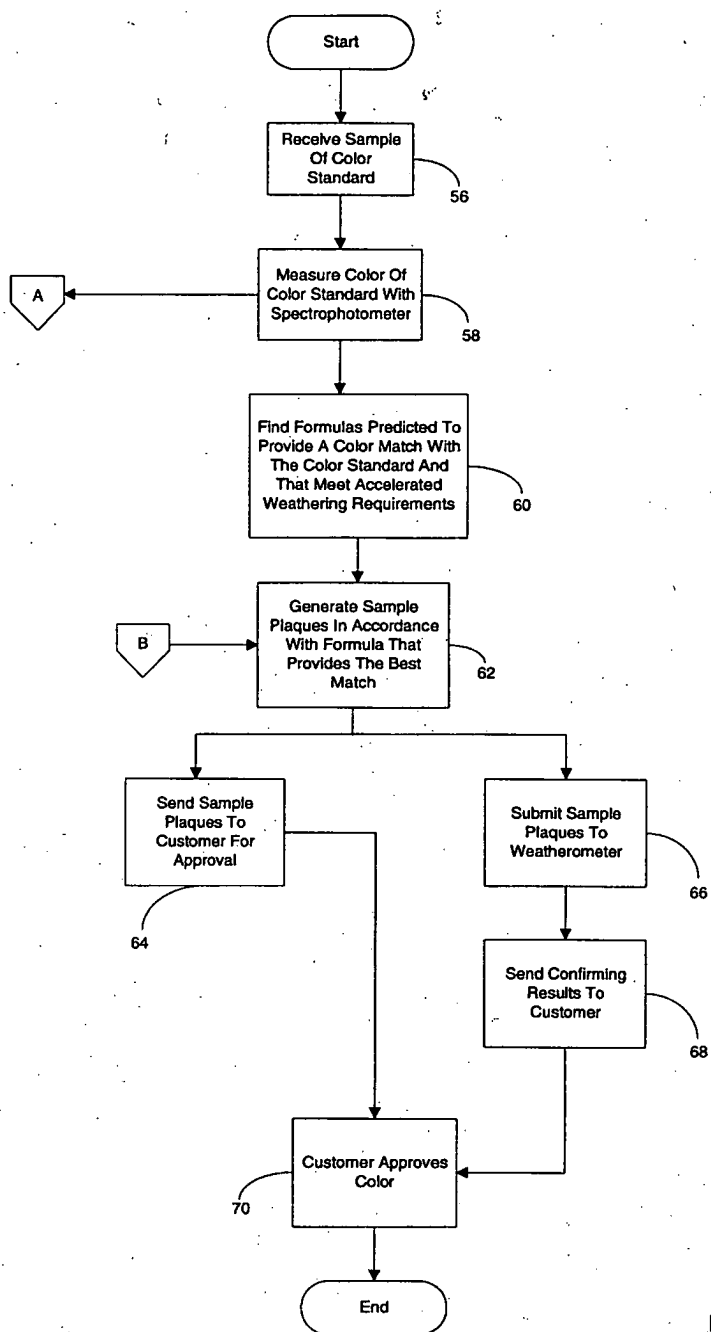 Start
Receive Sample
Of Color
Standard
56
Measure Color Of
Color Standard With
Spectrophotometer
58
A
Find Formulas Predicted To
Provide A Color Match With
The Color Standard And
That Meet Accelerated
Weathering Requirements
60
B
Generate Sample
Plaques In Accordance
With Formula That
Provides The Best
Match
62
Send Sample
Plaques To
Customer For
Approval
64
Submit Sample
Plaques To
Weatherometer
66
Send Confirming
Results To
Customer
68
Customer Approves
Color
70
End